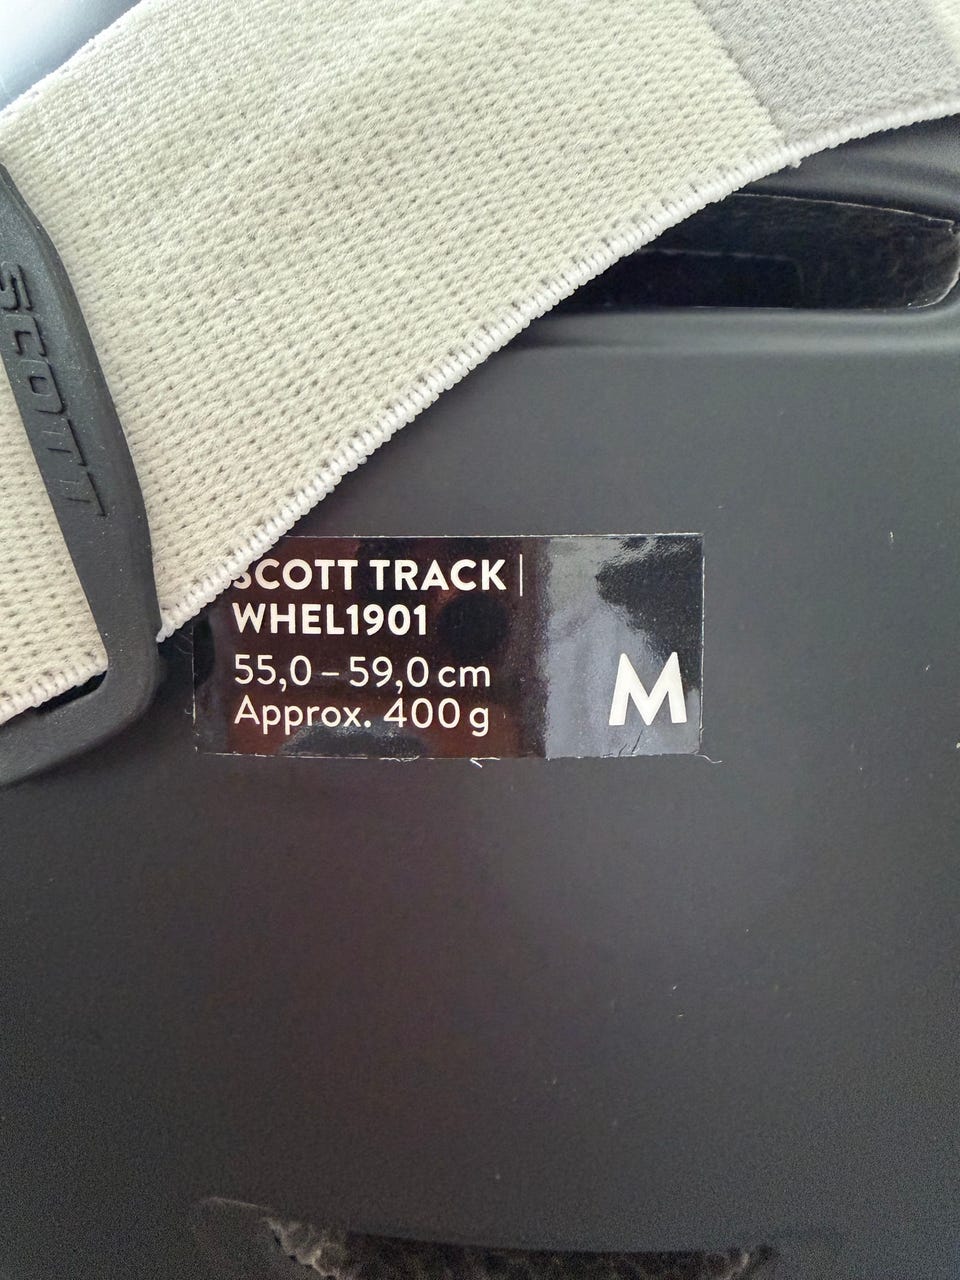 SCOTT
SCOTT TRACK |
WHEL1901
55,0 – 59,0 cm
Approx. 400 g
M